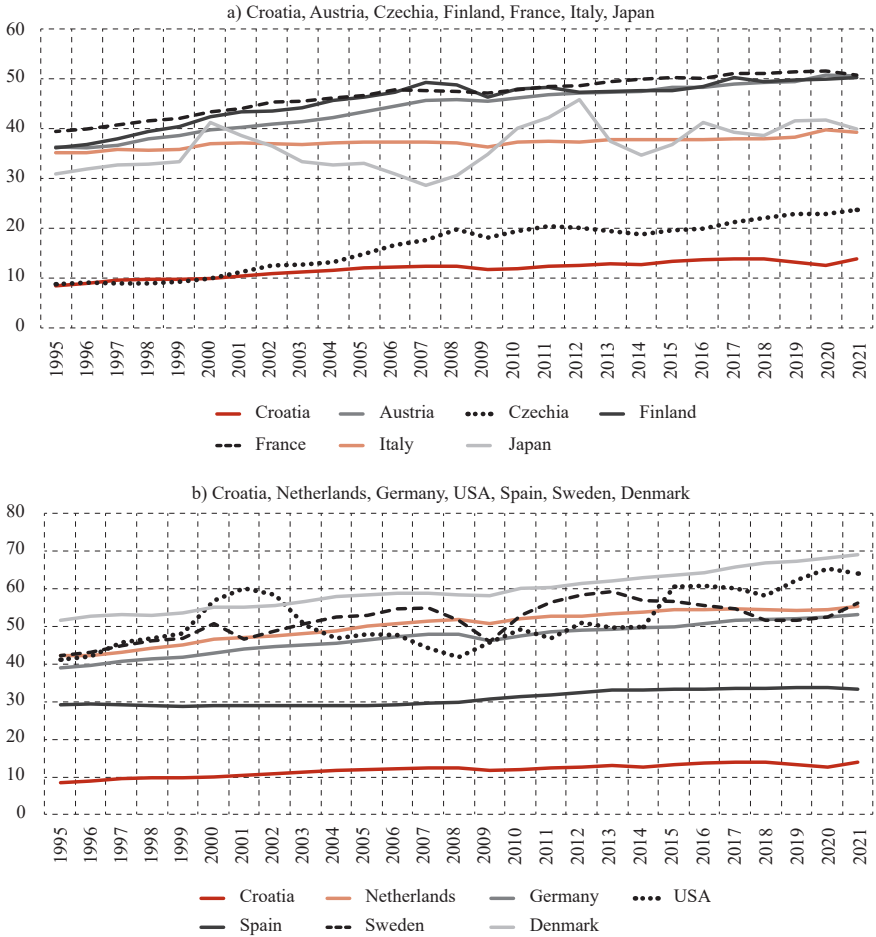 a) Croatia, Austria, Czechia, Finland, France, Italy, Japan
60
50
40
30
20
10
0
1995 1996 1997 1998 1999 2000 2001 2002 2003 2004 2005 2006 2007 2008 2009 2010 2011 2012 2013 2014 2015 2016 2017 2018 2019 2020 2021
Croatia Austria Czechia Finland
France Italy Japan
b) Croatia, Netherlands, Germany, USA, Spain, Sweden, Denmark
80
70
60
50
40
30
20
10
0
1995 1996 1997 1998 1999 2000 2001 2002 2003 2004 2005 2006 2007 2008 2009 2010 2011 2012 2013 2014 2015 2016 2017 2018 2019 2020 2021
Croatia Netherlands Germany USA
Spain Sweden Denmark